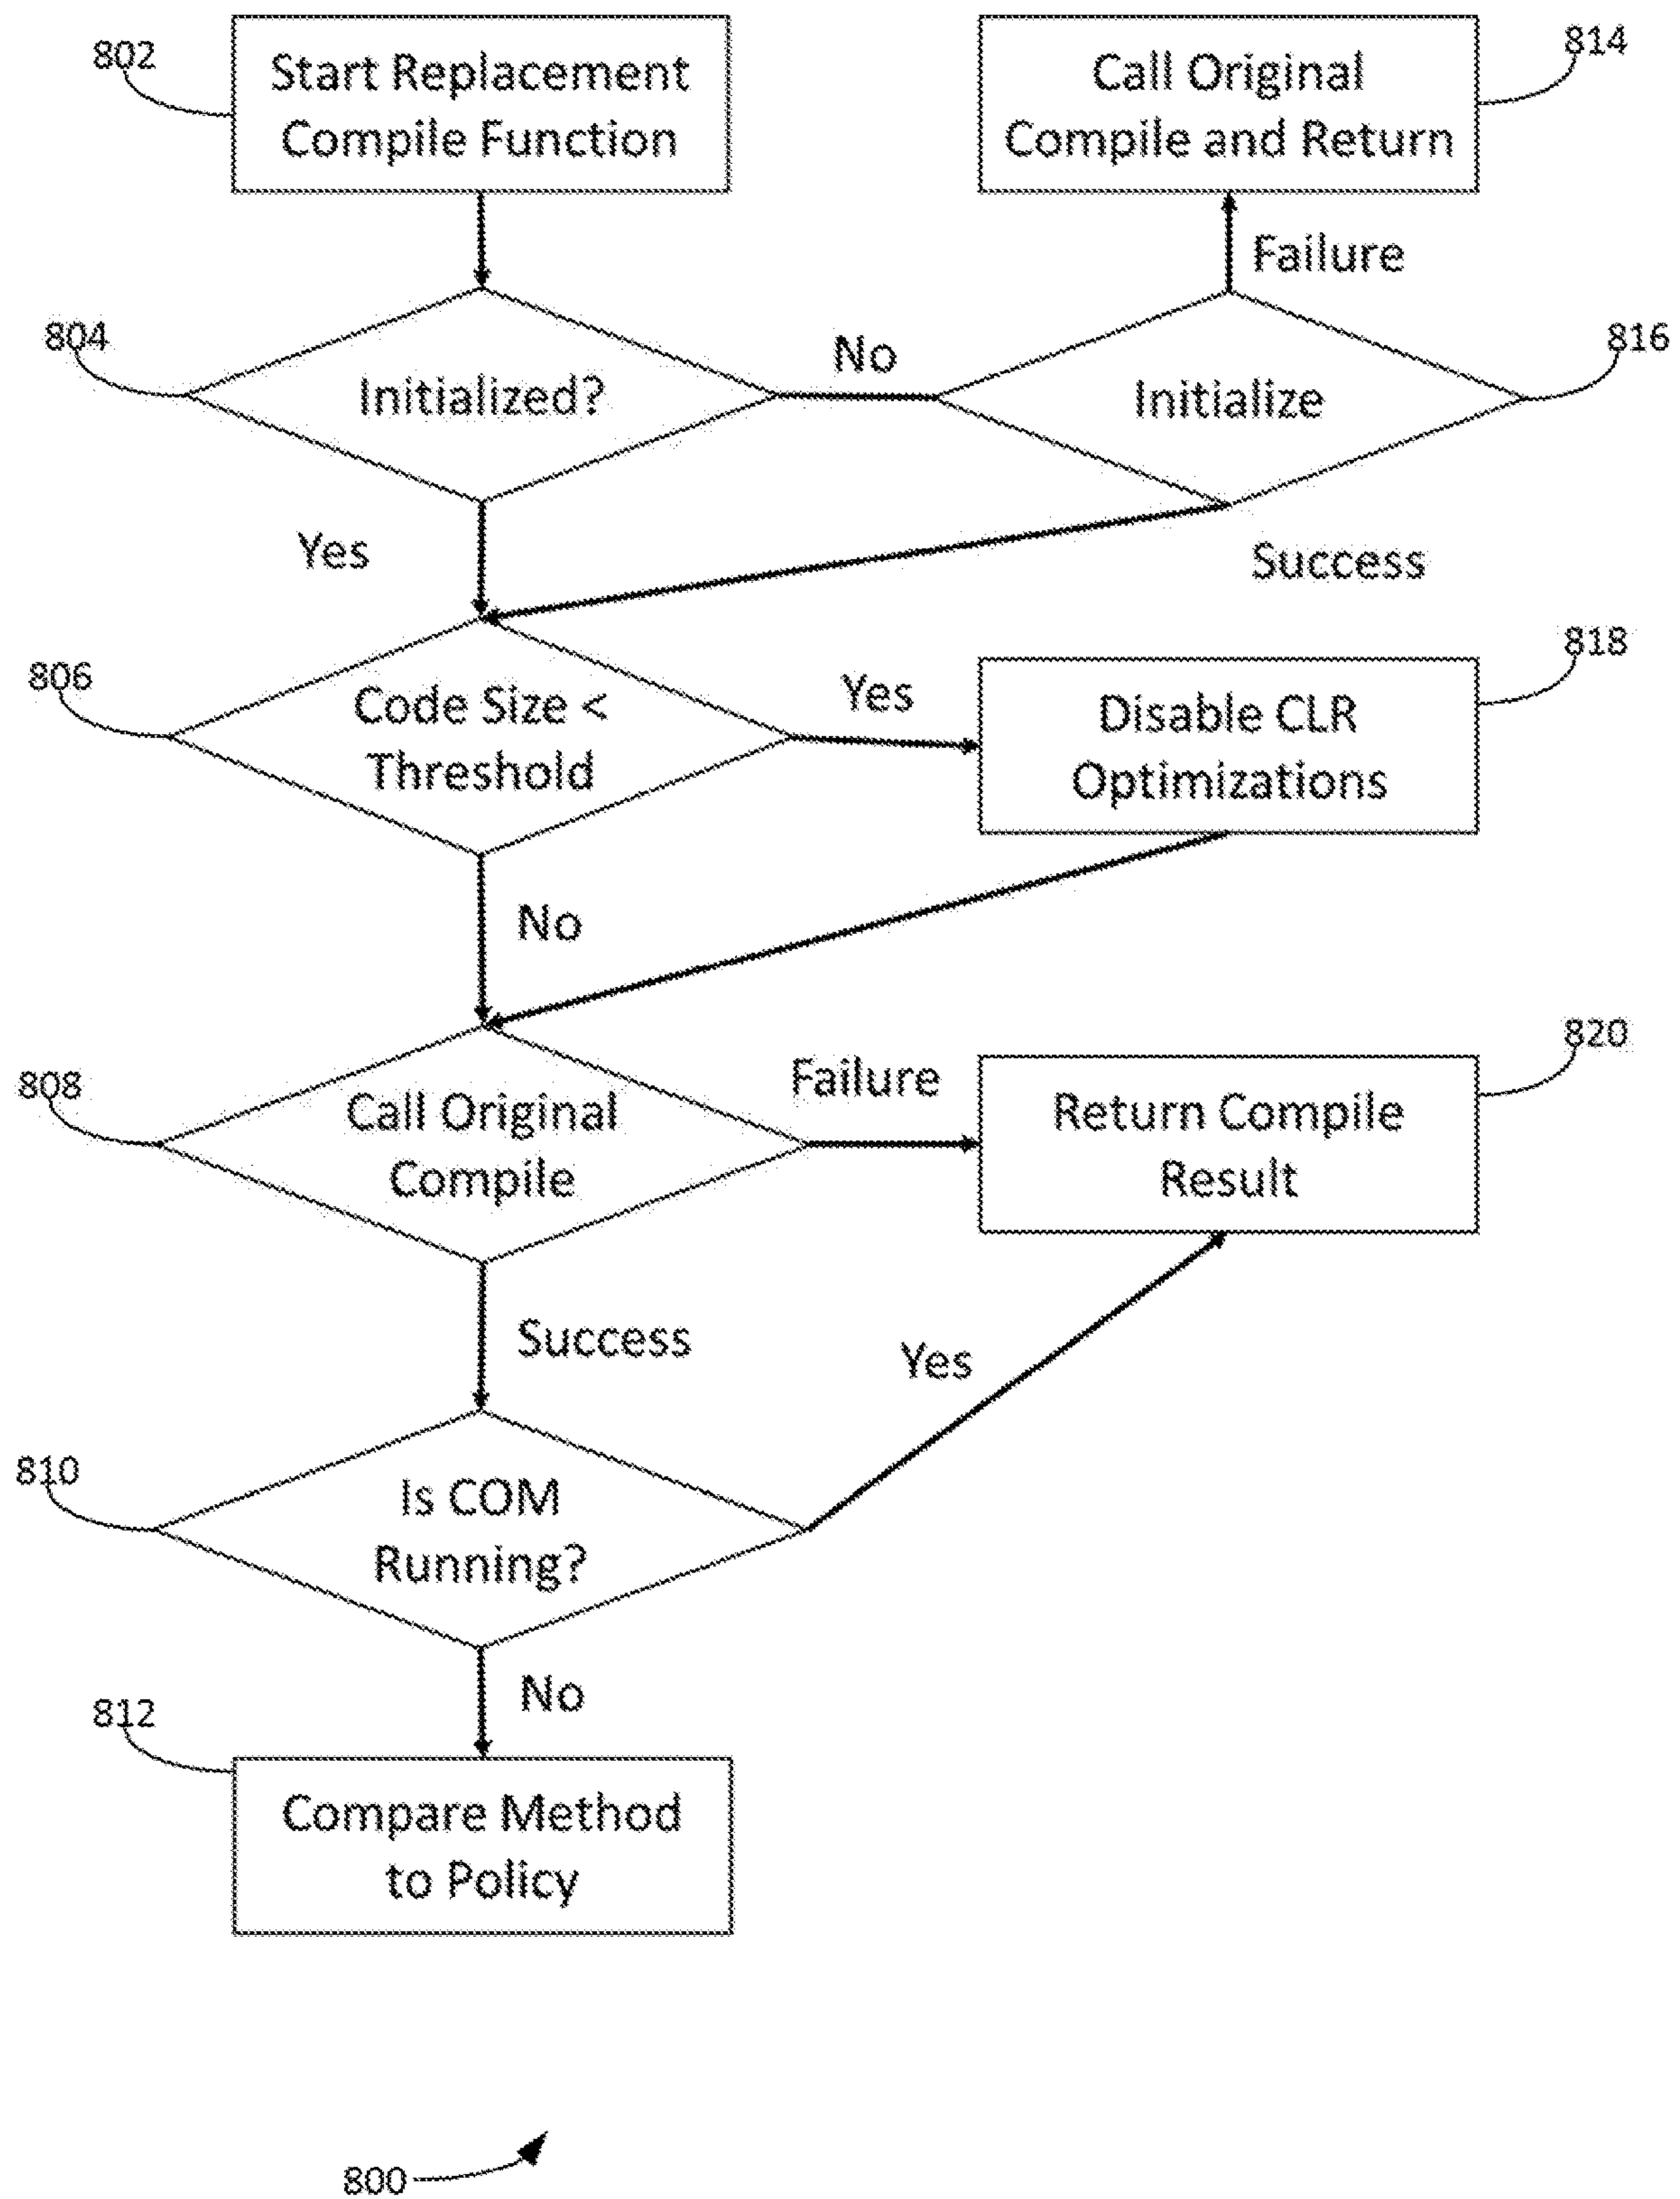 802
Start Replacement
Compile Function
814
Call Original
Compile and Return
Failure
804
Initialized?
No
816
Initialize
Yes
Success
806
Code Size <
Threshold
Yes
818
Disable CLR
Optimizations
No
808
Call Original
Compile
Failure
820
Return Compile
Result
Success
Yes
810
Is COM
Running?
No
812
Compare Method
to Policy
800